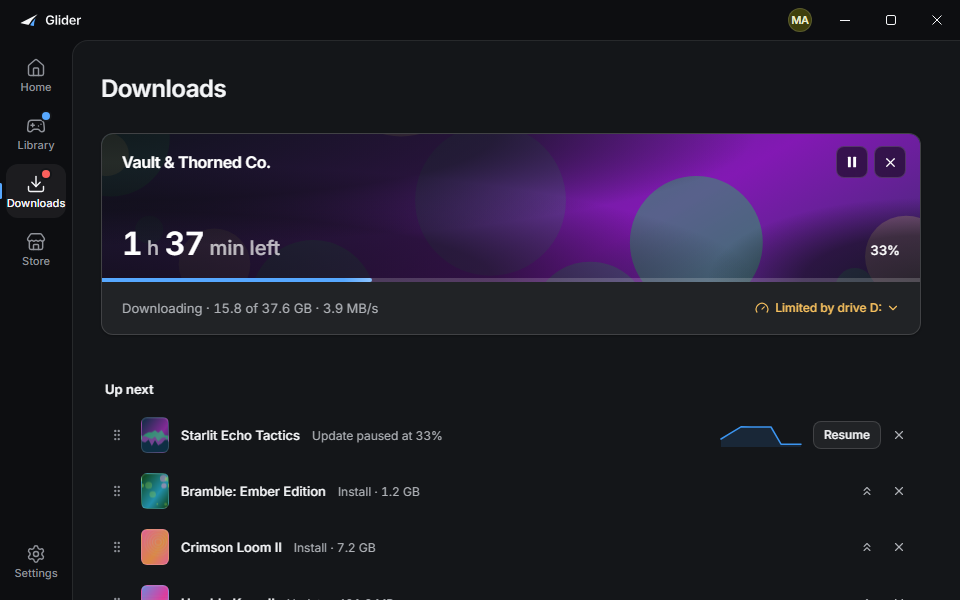 Glider
MA
Home
Library
Downloads
Store
Settings
Downloads
Vault & Thorned Co.
1 h 37 min left
33%
Downloading · 15.8 of 37.6 GB · 3.9 MB/s
Limited by drive D:
Up next
Starlit Echo Tactics Update paused at 33%
Resume
Bramble: Ember Edition Install · 1.2 GB
Crimson Loom II Install · 7.2 GB